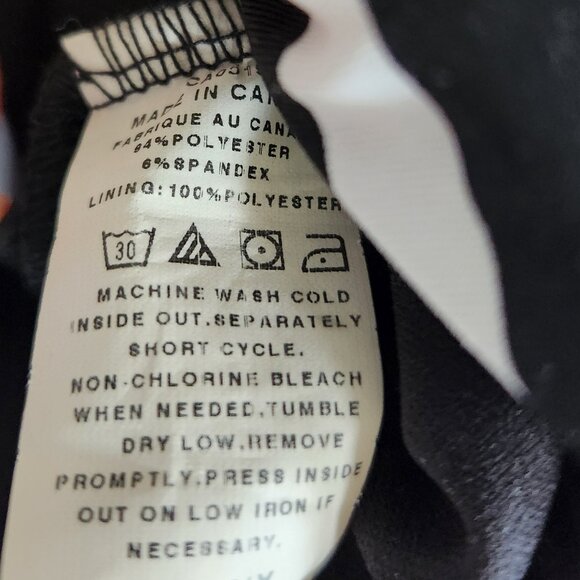 MADE IN CAN
FABRIQUE AU CANA
94%POLYESTER
6%SPANDEX
LINING:100%POLYESTER
30
MACHINE WASH COLD
INSIDE OUT.SEPARATELY
SHORT CYCLE.
NON-CHLORINE BLEACH
WHEN NEEDED.TUMBLE
DRY LOW.REMOVE
PROMPTLY.PRESS INSIDE
OUT ON LOW IRON IF
NECESSARY.